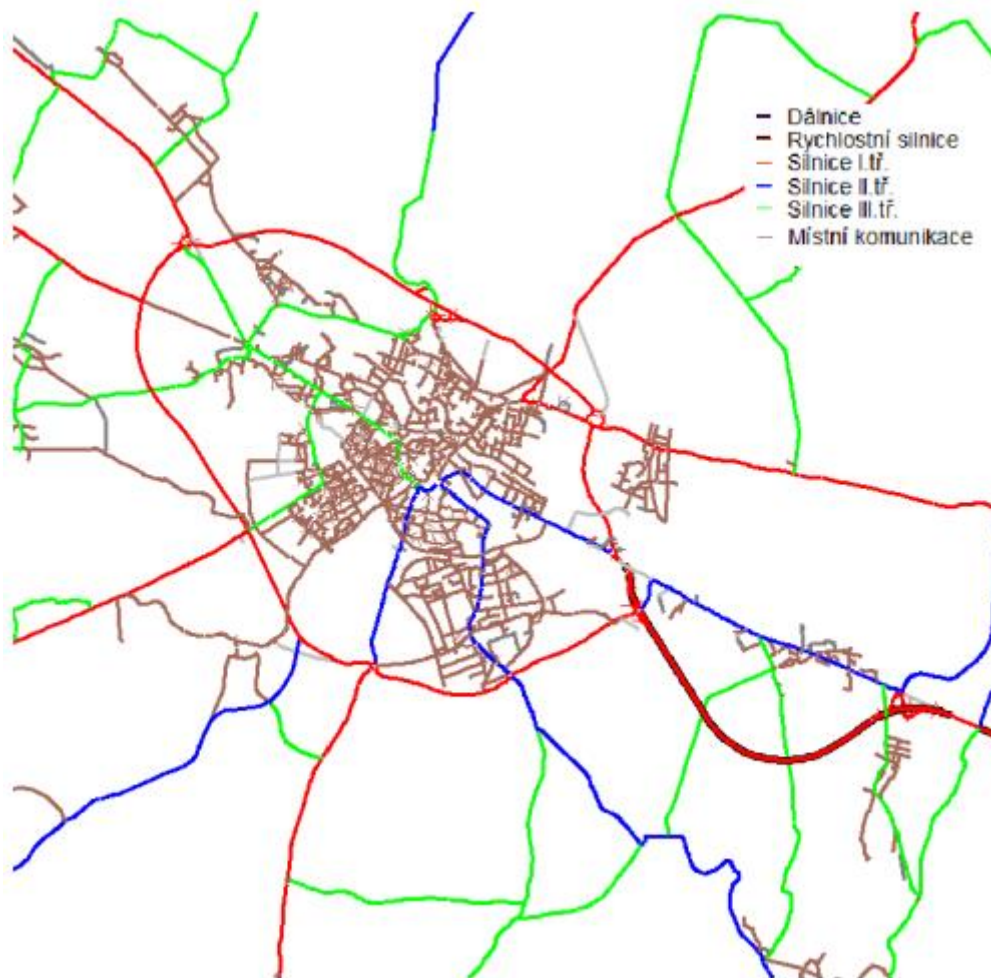 Dálnice
Rychlostní silnice
Silnice I.tř.
Silnice II.tř.
Silnice III.tř.
Místní komunikace